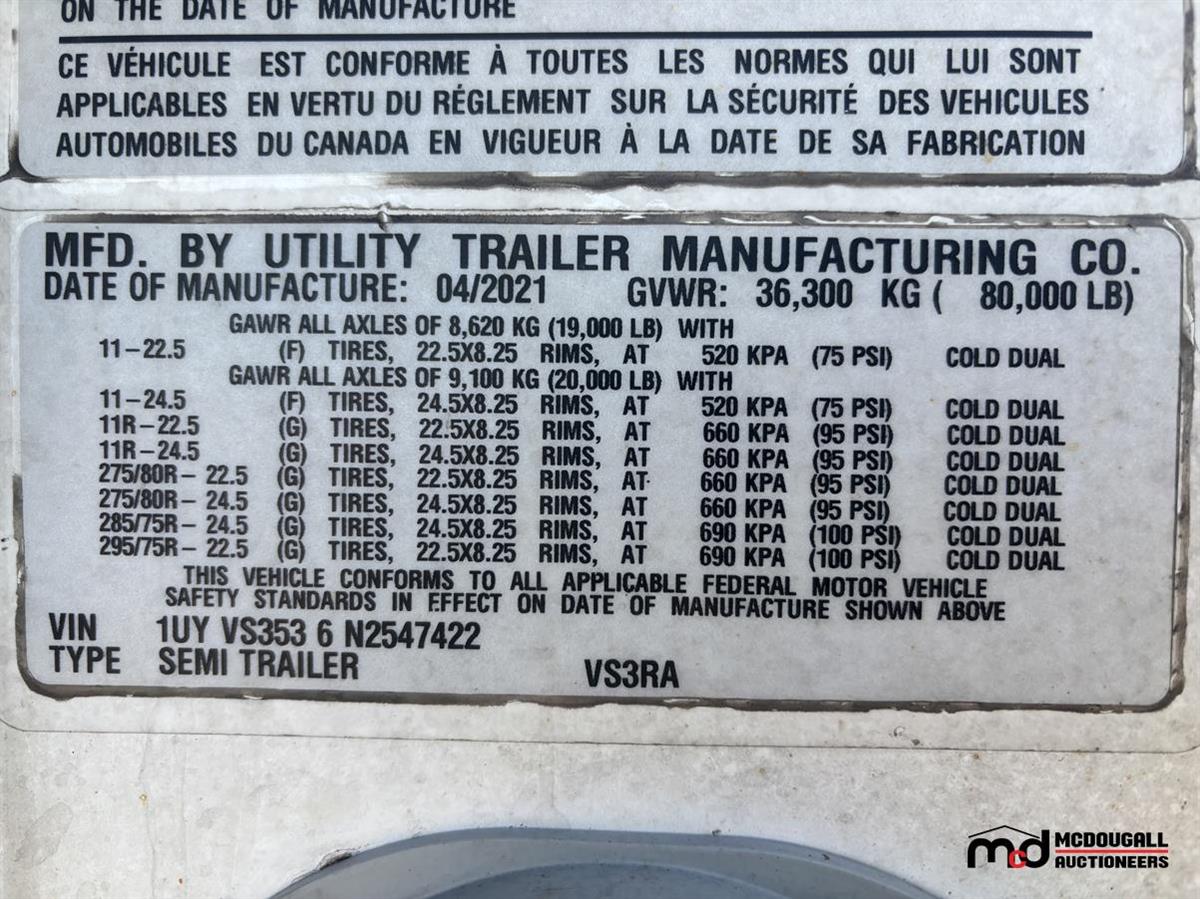 ON THE DATE OF MANUFACTURE
CE VÉHICULE EST CONFORME À TOUTES LES NORMES QUI LUI SONT
APPLICABLES EN VERTU DU RÉGLEMENT SUR LA SÉCURITÉ DES VEHICULES
AUTOMOBILES DU CANADA EN VIGUEUR À LA DATE DE SA FABRICATION
MFD. BY UTILITY TRAILER MANUFACTURING CO.
DATE OF MANUFACTURE: 04/2021 GVWR: 36,300 KG ( 80,000 LB)
GAWR ALL AXLES OF 8,620 KG (19,000 LB) WITH
11-22.5 (F) TIRES, 22.5X8.25 RIMS, AT 520 KPA (75 PSI) COLD DUAL
GAWR ALL AXLES OF 9,100 KG (20,000 LB) WITH
11-24.5 (F) TIRES, 24.5X8.25 RIMS, AT 520 KPA (75 PSI) COLD DUAL
11R-22.5 (G) TIRES, 22.5X8.25 RIMS, AT 660 KPA (95 PSI) COLD DUAL
11R-24.5 (G) TIRES, 24.5X8.25 RIMS, AT 660 KPA (95 PSI) COLD DUAL
275/80R- 22.5 (G) TIRES, 22.5X8.25 RIMS, AT 660 KPA (95 PSI) COLD DUAL
275/80R- 24.5 (G) TIRES, 24.5X8.25 RIMS, AT 660 KPA (95 PSI) COLD DUAL
285/75R- 24.5 (G) TIRES, 24.5X8.25 RIMS, AT 690 KPA (100 PSI) COLD DUAL
295/75R- 22.5 (G) TIRES, 22.5X8.25 RIMS, AT 690 KPA (100 PSI) COLD DUAL
THIS VEHICLE CONFORMS TO ALL APPLICABLE FEDERAL MOTOR VEHICLE
SAFETY STANDARDS IN EFFECT ON DATE OF MANUFACTURE SHOWN ABOVE
VIN 1UY VS353 6 N2547422
TYPE SEMI TRAILER VS3RA
mcd MCDOUGALL
AUCTIONEERS